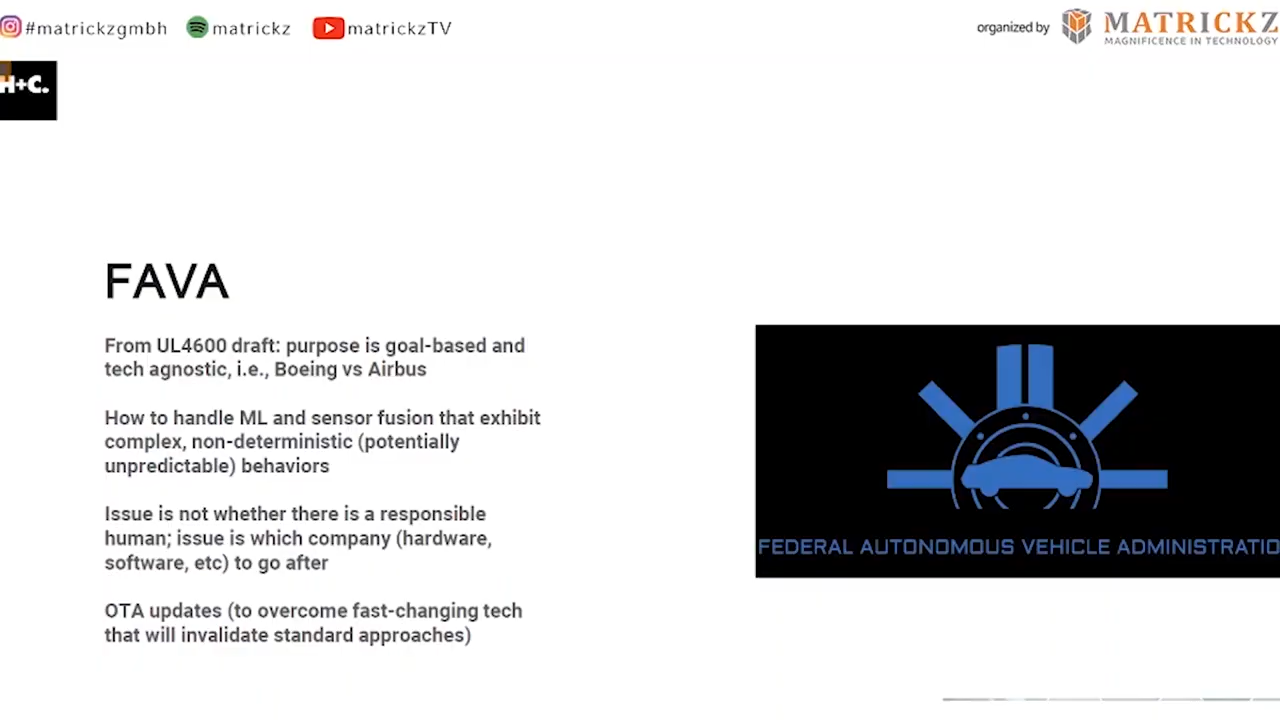 #matrickzgmbh matrickz matrickzTV organized by MATRICKZ
MAGNIFICENCE IN TECHNOLOGY
H+C.
FAVA
From UL4600 draft: purpose is goal-based and
tech agnostic, i.e., Boeing vs Airbus
How to handle ML and sensor fusion that exhibit
complex, non-deterministic (potentially
unpredictable) behaviors
Issue is not whether there is a responsible
human; issue is which company (hardware,
software, etc) to go after
OTA updates (to overcome fast-changing tech
that will invalidate standard approaches)
FEDERAL AUTONOMOUS VEHICLE ADMINISTRATIO